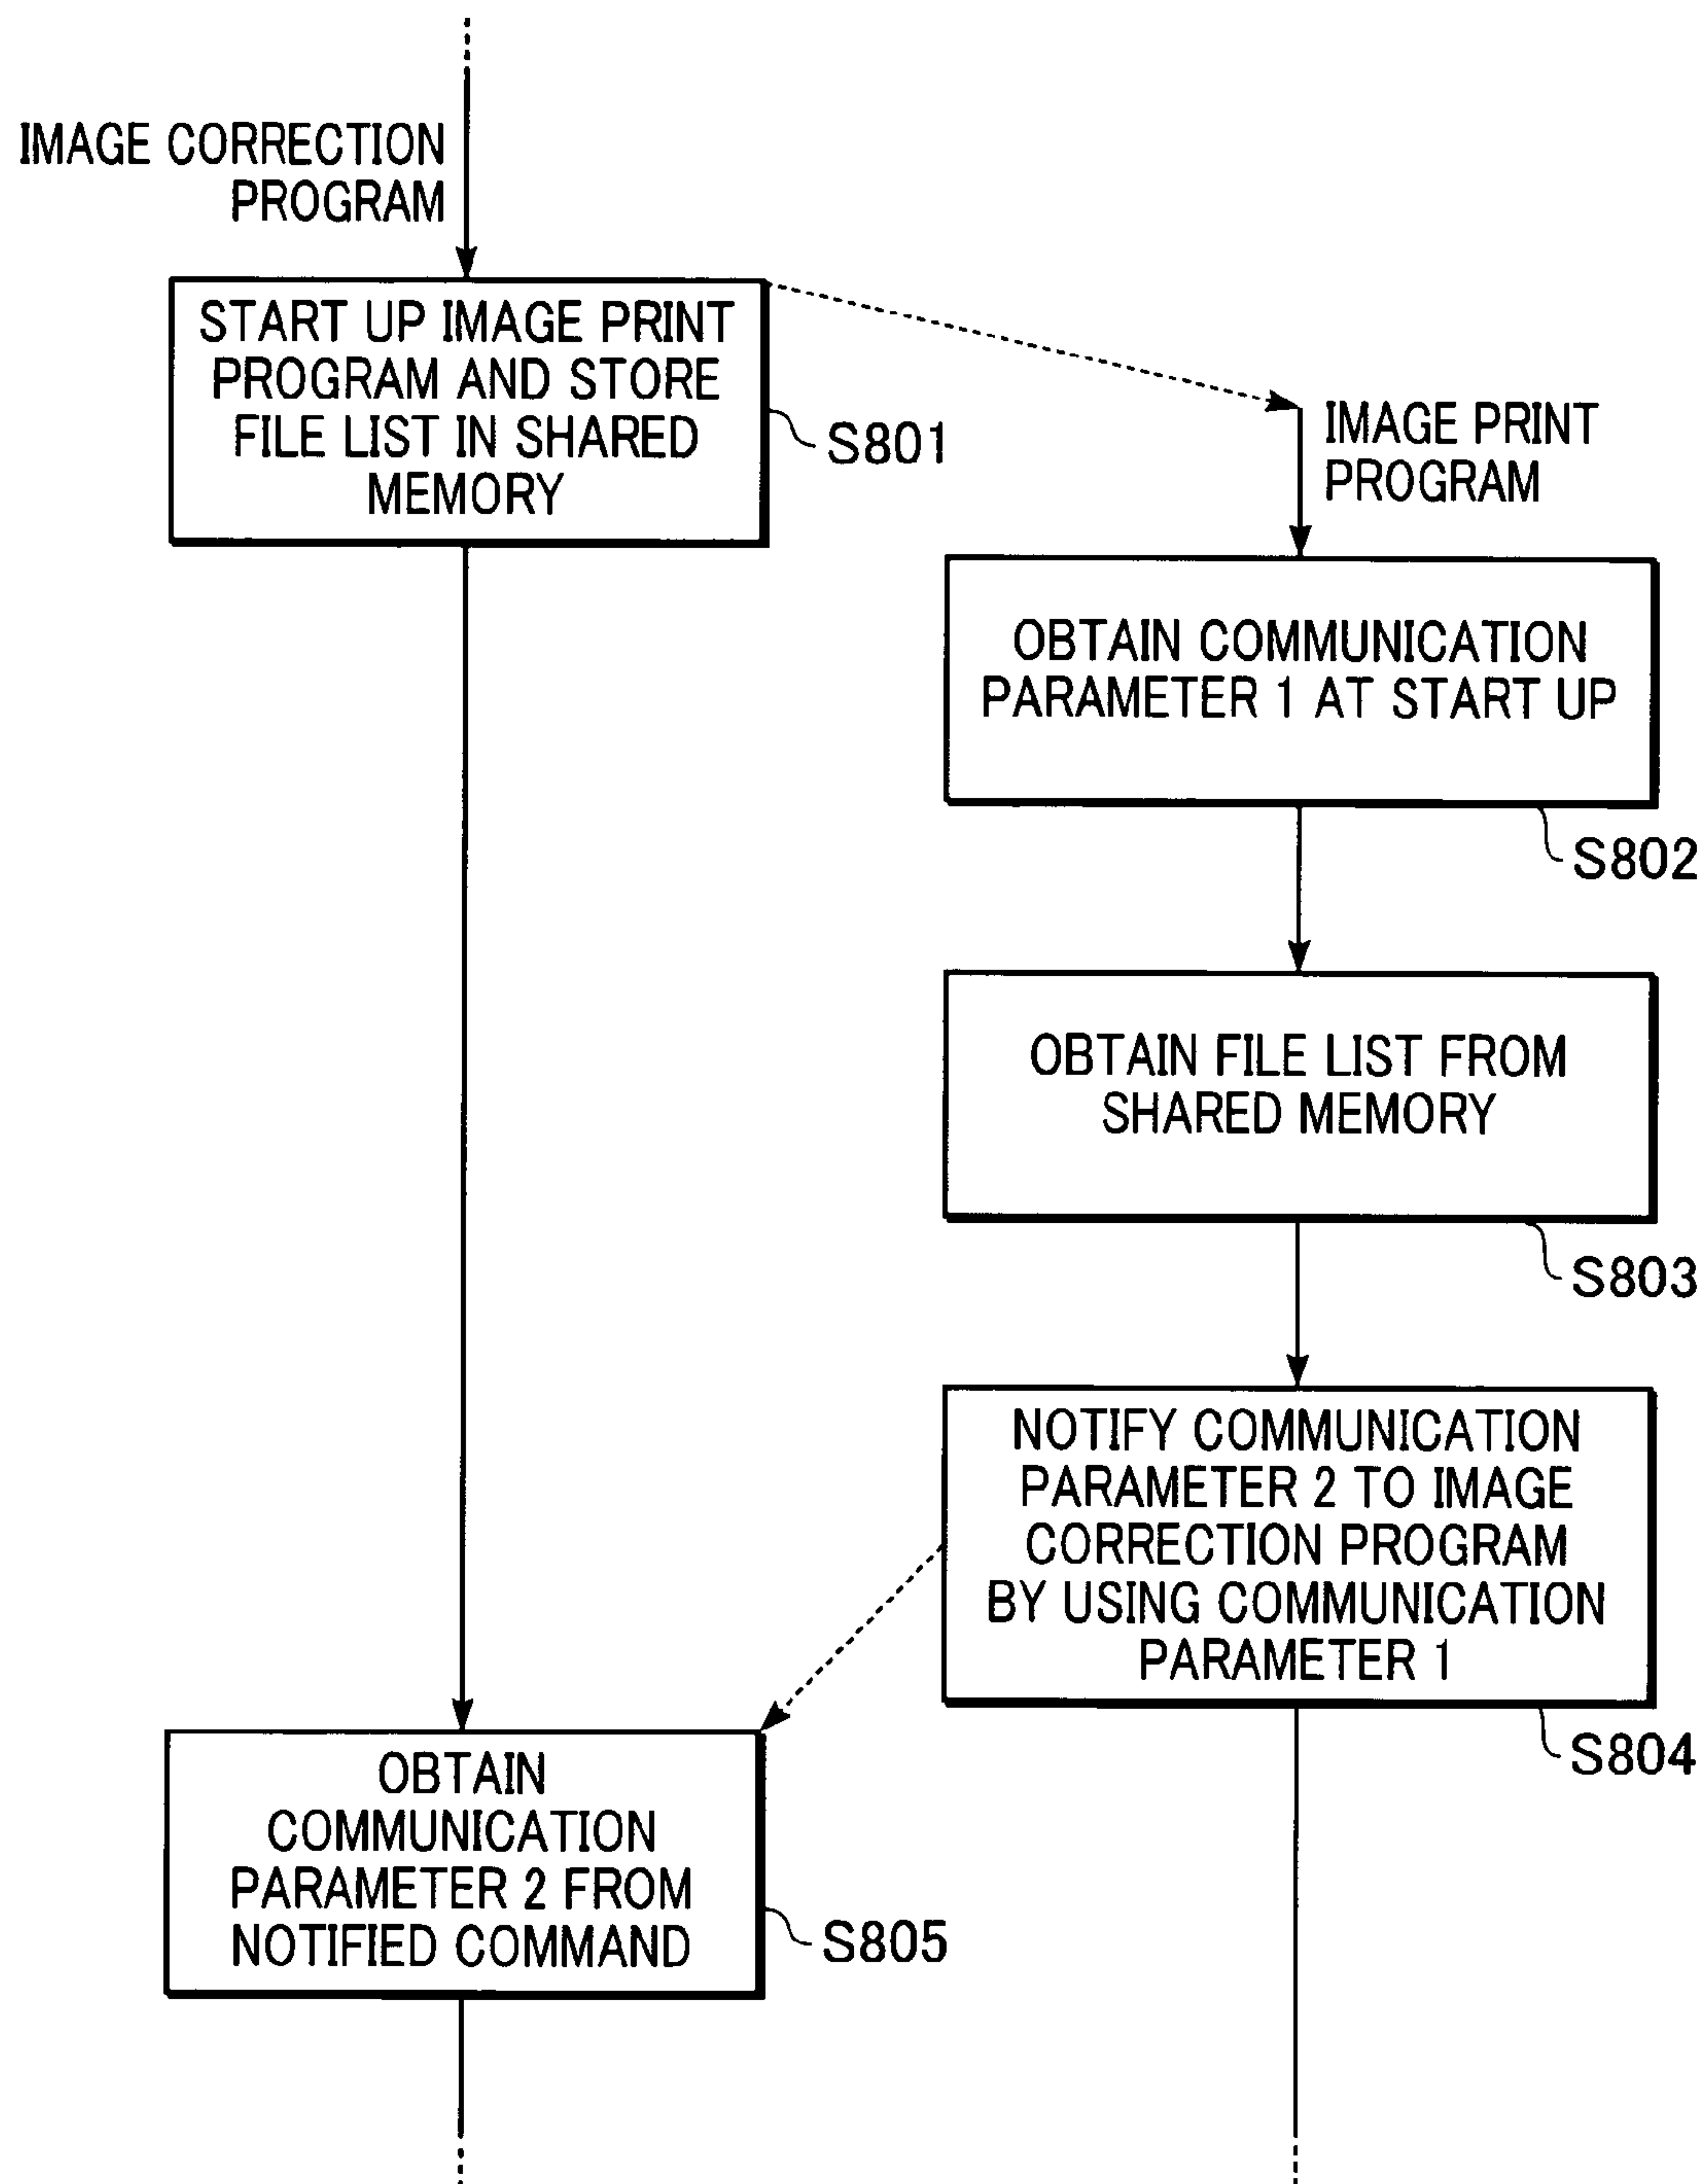 IMAGE CORRECTION
PROGRAM
START UP IMAGE PRINT
PROGRAM AND STORE
FILE LIST IN SHARED
MEMORY
S801
IMAGE PRINT
PROGRAM
OBTAIN COMMUNICATION
PARAMETER 1 AT START UP
S802
OBTAIN FILE LIST FROM
SHARED MEMORY
S803
NOTIFY COMMUNICATION
PARAMETER 2 TO IMAGE
CORRECTION PROGRAM
BY USING COMMUNICATION
PARAMETER 1
S804
OBTAIN
COMMUNICATION
PARAMETER 2 FROM
NOTIFIED COMMAND
S805